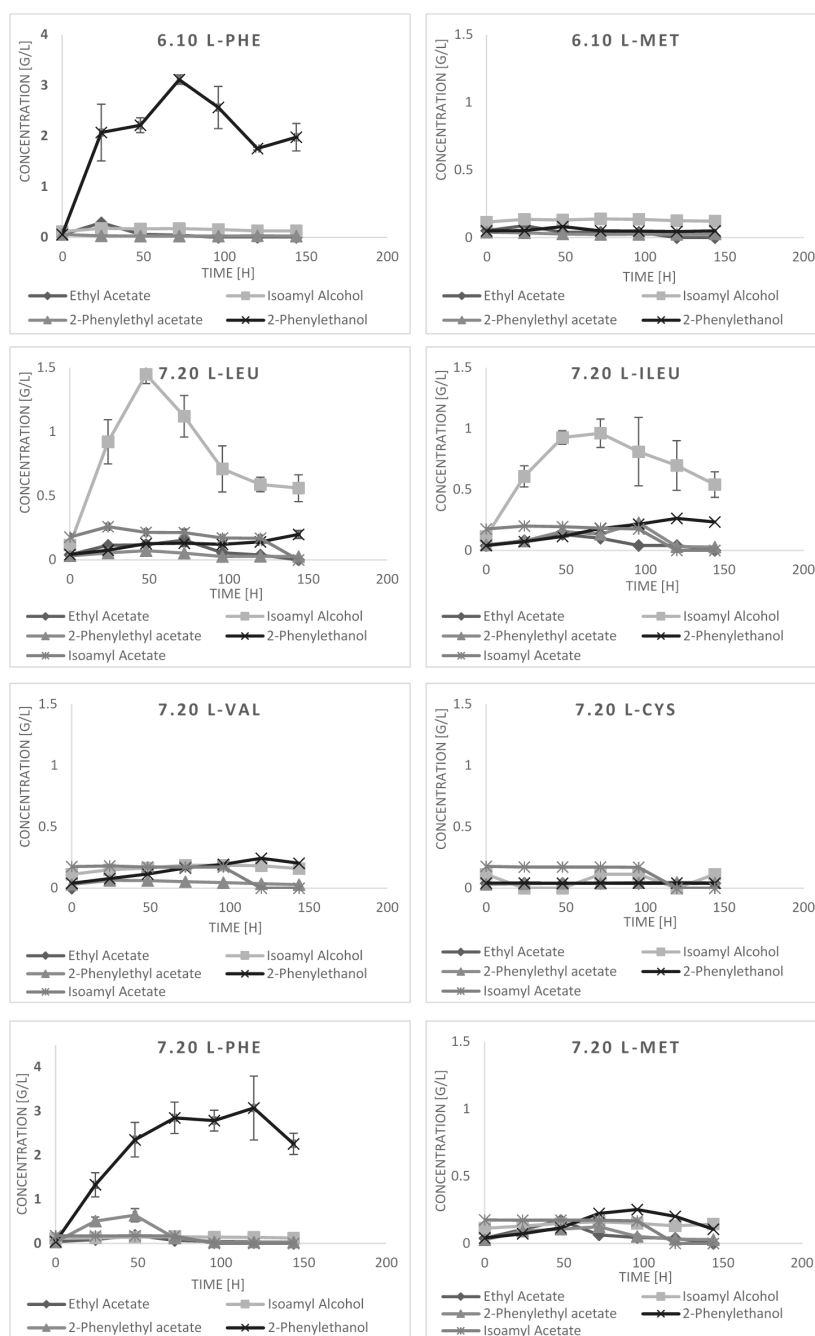 6.10 L-PHE
CONCENTRATION [G/L]
4
3
2
1
0
0 50 100 150 200
TIME [H]
Ethyl Acetate Isoamyl Alcohol
2-Phenylethyl acetate 2-Phenylethanol
6.10 L-MET
CONCENTRATION [G/L]
1.5
1
0.5
0
0 50 100 150 200
TIME [H]
Ethyl Acetate Isoamyl Alcohol
2-Phenylethyl acetate 2-Phenylethanol
7.20 L-LEU
CONCENTRATION [G/L]
1.5
1
0.5
0
0 50 100 150 200
TIME [H]
Ethyl Acetate Isoamyl Alcohol
2-Phenylethyl acetate 2-Phenylethanol
Isoamyl Acetate
7.20 L-ILEU
CONCENTRATION [G/L]
1.5
1
0.5
0
0 50 100 150 200
TIME [H]
Ethyl Acetate Isoamyl Alcohol
2-Phenylethyl acetate 2-Phenylethanol
Isoamyl Acetate
7.20 L-VAL
CONCENTRATION [G/L]
1.5
1
0.5
0
0 50 100 150 200
TIME [H]
Ethyl Acetate Isoamyl Alcohol
2-Phenylethyl acetate 2-Phenylethanol
Isoamyl Acetate
7.20 L-CYS
CONCENTRATION [G/L]
1.5
1
0.5
0
0 50 100 150 200
TIME [H]
Ethyl Acetate Isoamyl Alcohol
2-Phenylethyl acetate 2-Phenylethanol
Isoamyl Acetate
7.20 L-PHE
CONCENTRATION [G/L]
4
3
2
1
0
0 50 100 150 200
TIME [H]
Ethyl Acetate Isoamyl Alcohol
2-Phenylethyl acetate 2-Phenylethanol
7.20 L-MET
CONCENTRATION [G/L]
1.5
1
0.5
0
0 50 100 150 200
TIME [H]
Ethyl Acetate Isoamyl Alcohol
2-Phenylethyl acetate 2-Phenylethanol
Isoamyl Acetate